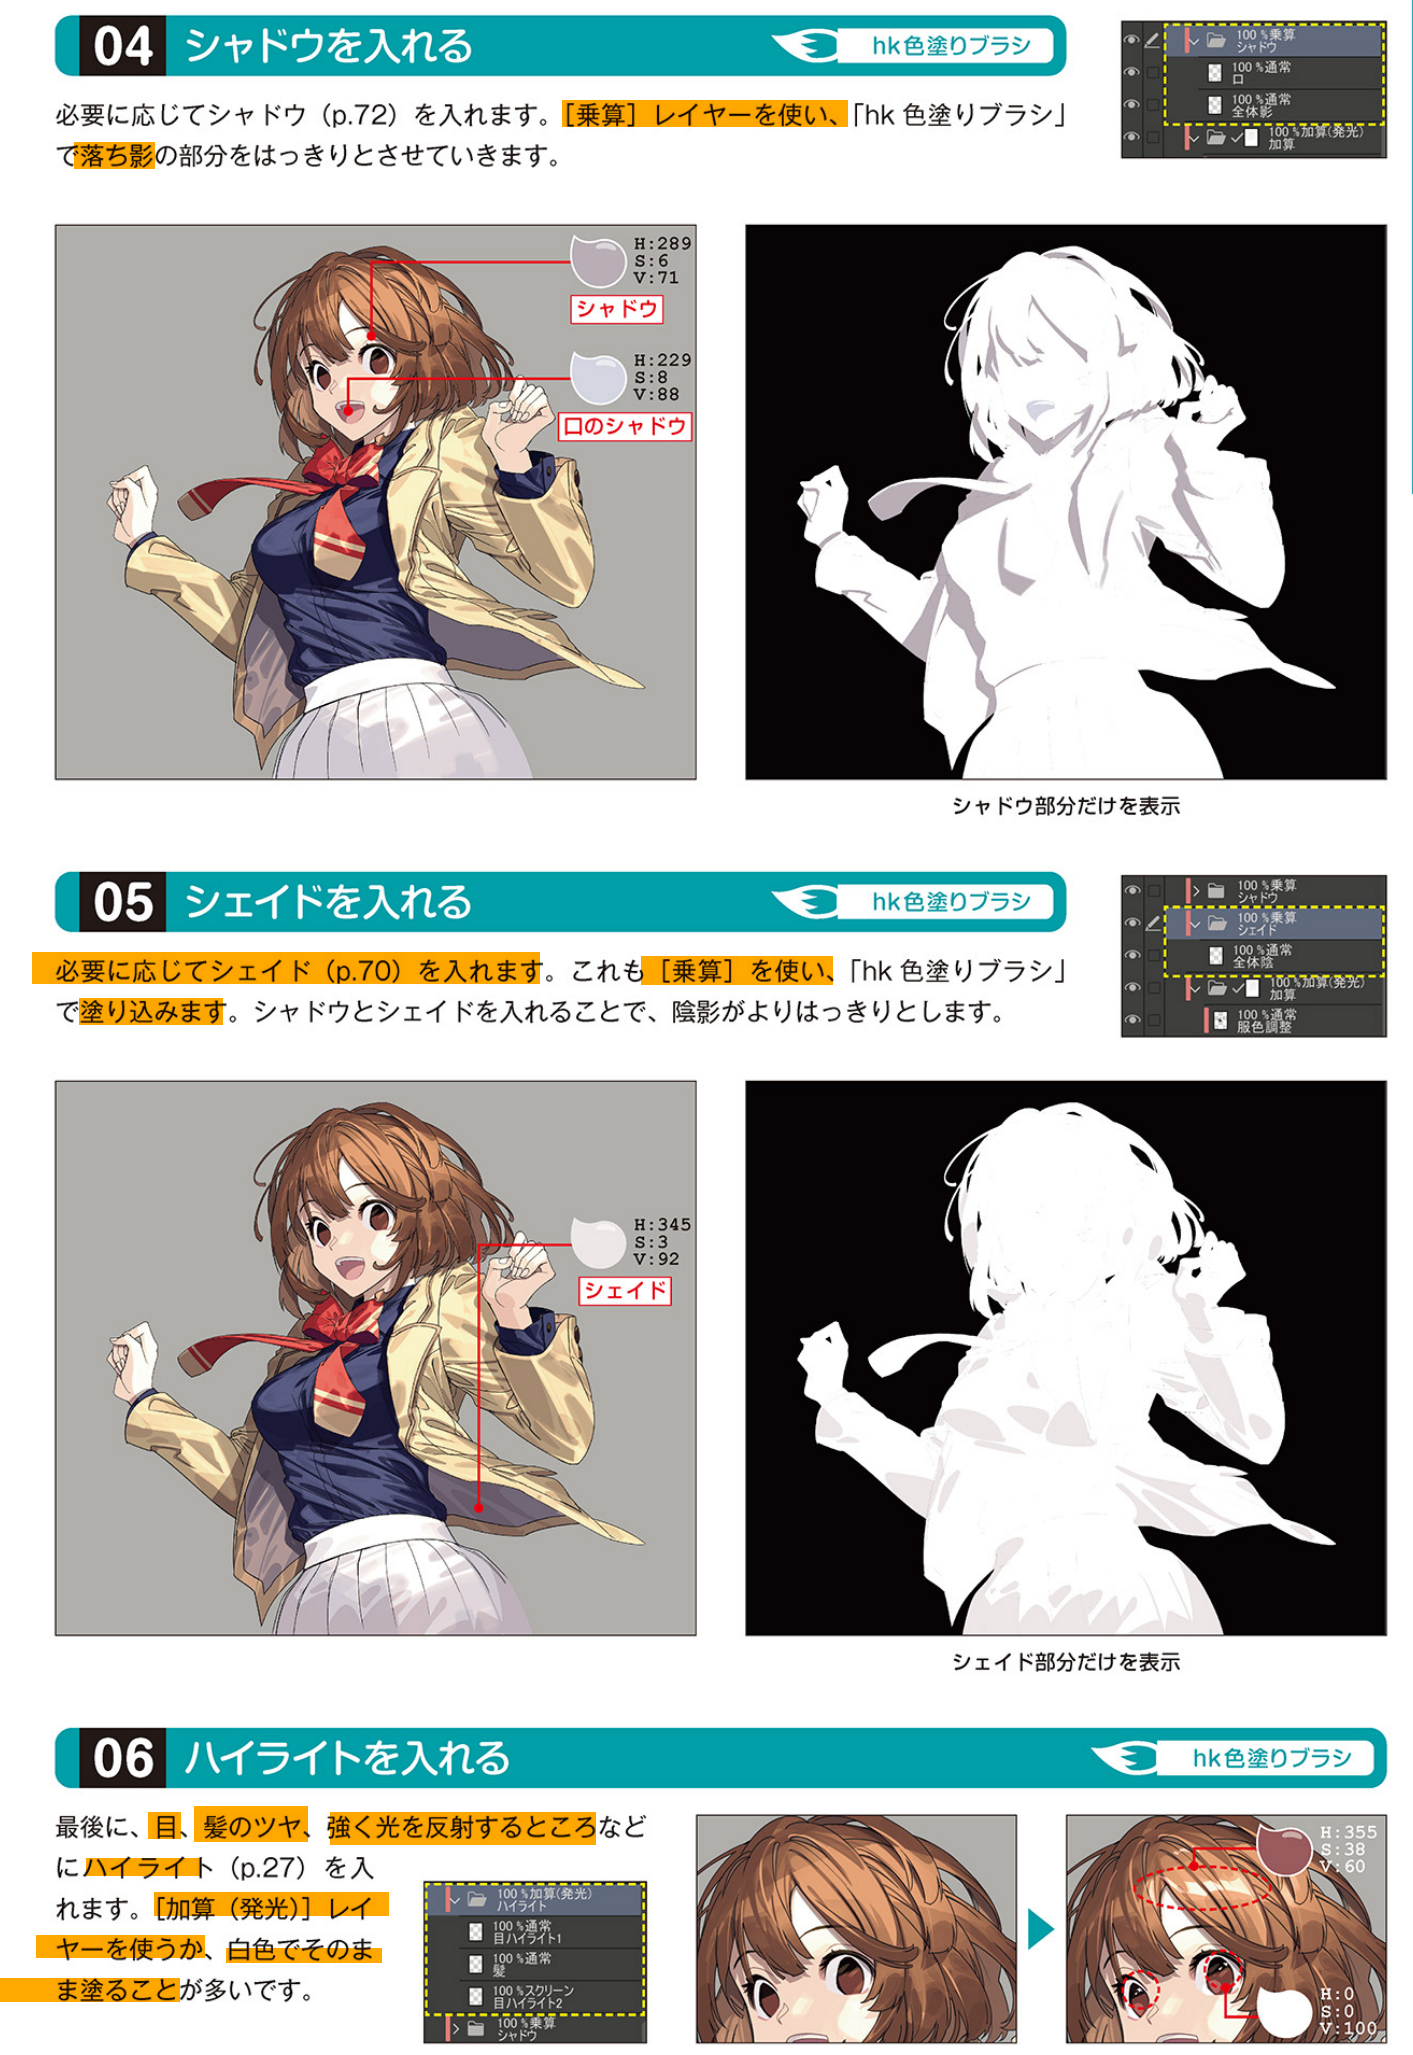 04 シャドウを入れる
hk色塗りブラシ
必要に応じてシャドウ（p.72）を入れます。［乗算］レイヤーを使い、「hk 色塗りブラシ」
で落ち影の部分をはっきりとさせていきます。
100 %乗算
シャドウ
100 %通常
口
100 %通常
全体影
100 %加算(発光)
加算
H:289
S:6
V:71
シャドウ
H:229
S:8
V:88
口のシャドウ
シャドウ部分だけを表示
05 シェイドを入れる
hk色塗りブラシ
必要に応じてシェイド（p.70）を入れます。これも［乗算］を使い、「hk 色塗りブラシ」
で塗り込みます。シャドウとシェイドを入れることで、陰影がよりはっきりとします。
100 %乗算
シャドウ
100 %乗算
シェイド
100 %通常
全体陰
100 %加算(発光)
加算
100 %通常
服色調整
H:345
S:3
V:92
シェイド
シェイド部分だけを表示
06 ハイライトを入れる
hk色塗りブラシ
最後に、目、髪のツヤ、強く光を反射するところなど
にハイライト（p.27）を入
れます。［加算（発光）］レイ
ヤーを使うか、白色でそのま
ま塗ることが多いです。
100 %加算(発光)
ハイライト
100 %通常
目ハイライト1
100 %通常
髪
100 %スクリーン
目ハイライト2
100 %乗算
シャドウ
H:355
S:38
V:60
H:0
S:0
V:100